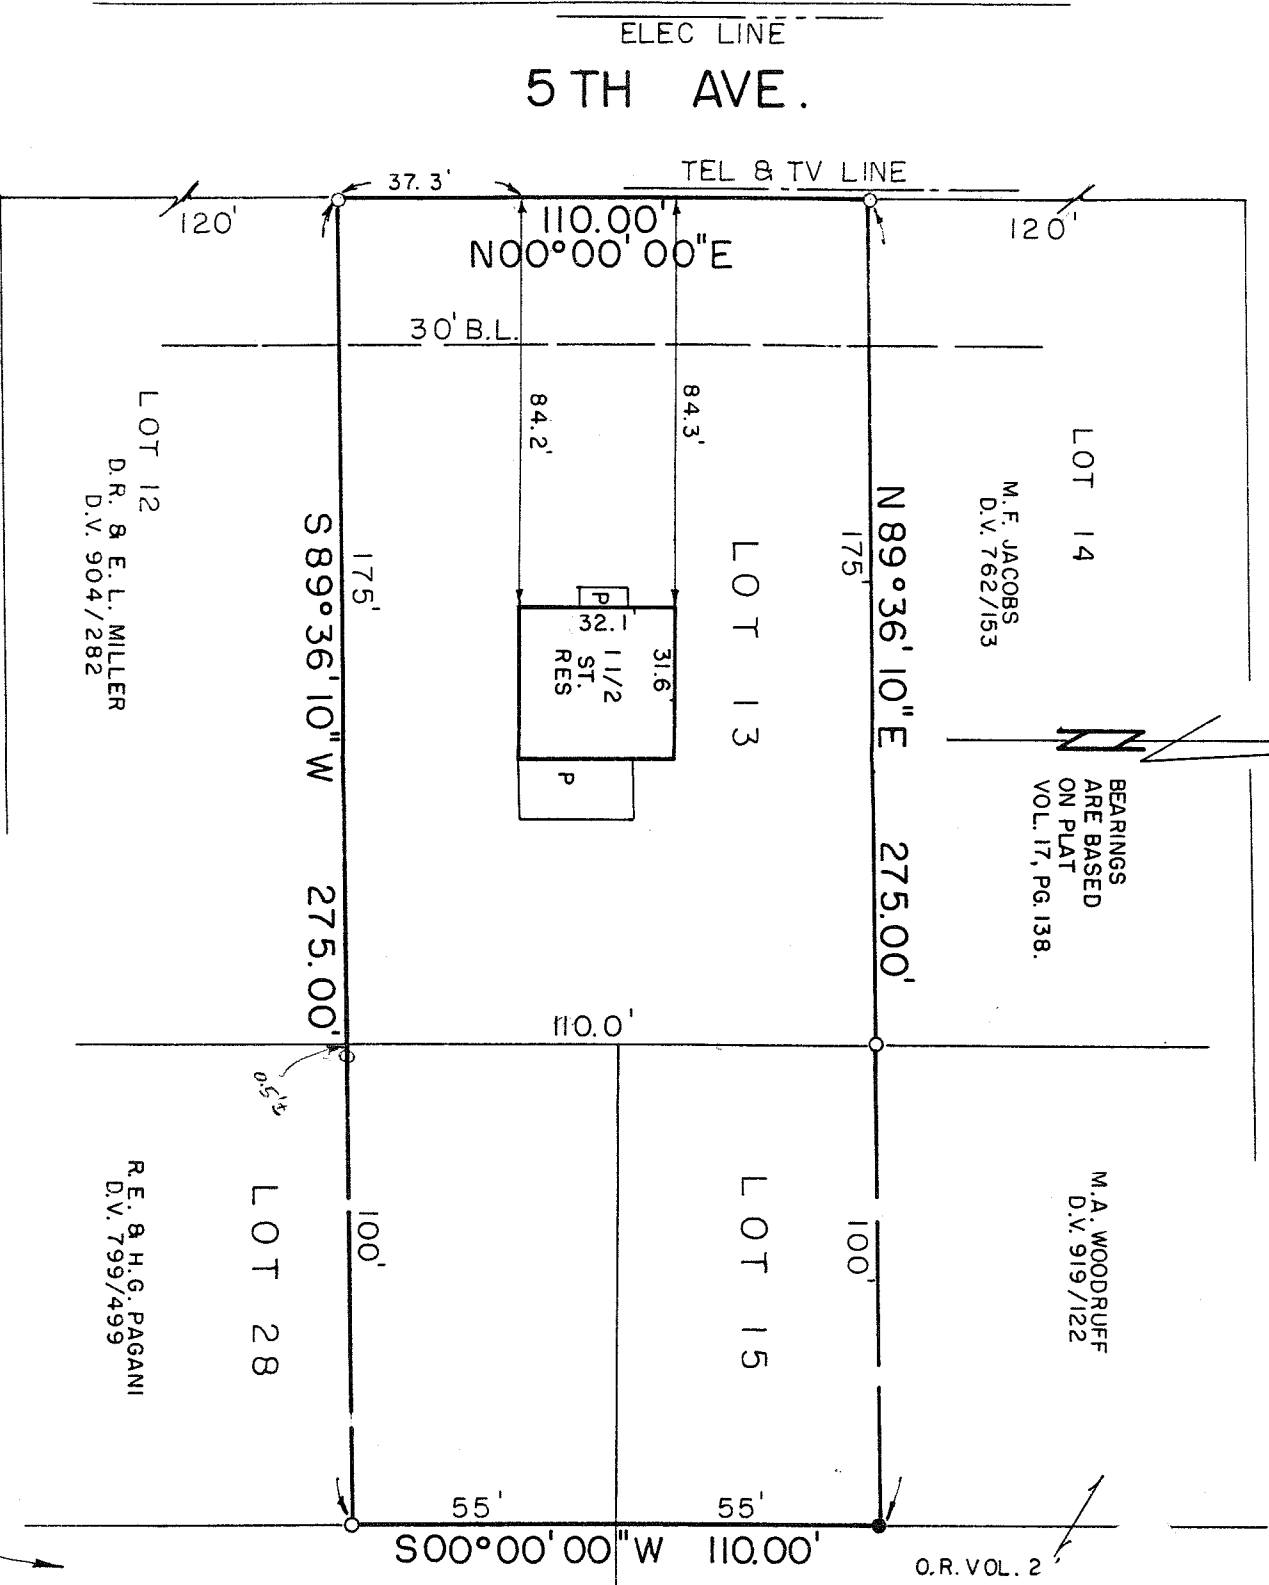 ELEC LINE
5TH AVE.
TEL & TV LINE
37.3'
120'
110.00'
N00°00'00"E
120'
30' B.L.
84.2'
84.3'
LOT 12
D.R. & E.L. MILLER
D.V. 904/282
S 89°36'10" W 275.00'
175'
LOT 13
175'
N 89°36'10" E 275.00'
LOT 14
M.F. JACOBS
D.V. 762/153
P
32.1'
31.6'
1 1/2
ST.
RES
P
BEARINGS
ARE BASED
ON PLAT
VOL. 17, PG. 138.
110.0'
0.5'±
LOT 28
R.E. & H.G. PAGANI
D.V. 799/499
100'
LOT 15
100'
M.A. WOODRUFF
D.V. 919/122
55'
55'
S00°00'00"W 110.00'
O.R. VOL. 2